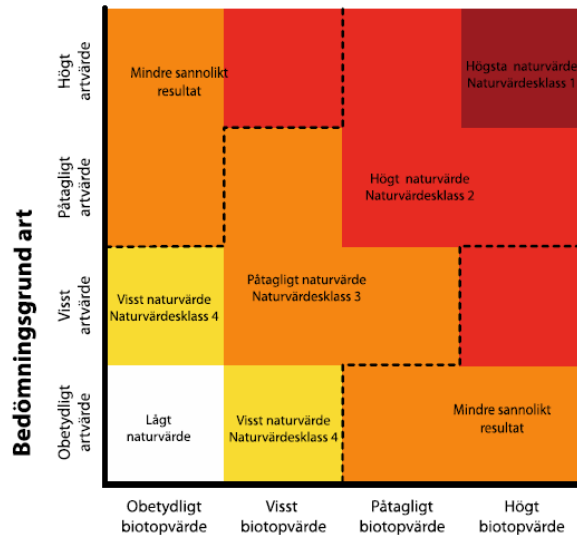 Bedömningsgrund art
Högt
artvärde
Påtagligt
artvärde
Visst
artvärde
Obetydligt
artvärde
Mindre sannolikt
resultat
Högsta naturvärde
Naturvärdesklass 1
Högt naturvärde
Naturvärdesklass 2
Påtagligt naturvärde
Naturvärdesklass 3
Visst naturvärde
Naturvärdesklass 4
Lågt
naturvärde
Visst naturvärde
Naturvärdesklass 4
Mindre sannolikt
resultat
Obetydligt
biotopvärde
Visst
biotopvärde
Påtagligt
biotopvärde
Högt
biotopvärde